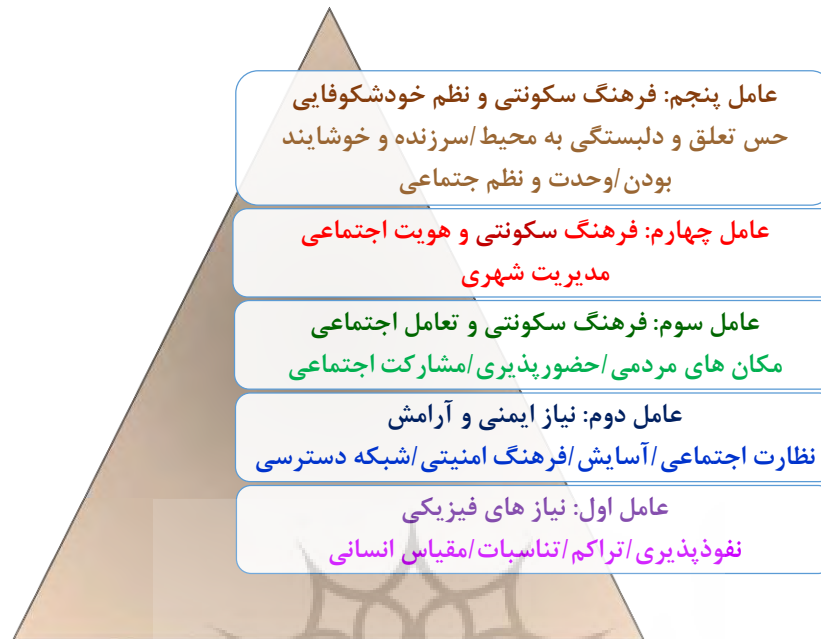 عامل پنجم: فرهنگ سکونتی و نظم خودشکوفایی
حس تعلق و دلبستگی به محیط/سرزنده و خوشایند
بودن/وحدت و نظم جتماعی
عامل چهارم: فرهنگ سکونتی و هویت اجتماعی
مدیریت شهری
عامل سوم: فرهنگ سکونتی و تعامل اجتماعی
مکان های مردمی/حضورپذیری/مشارکت اجتماعی
عامل دوم: نیاز ایمنی و آرامش
نظارت اجتماعی/آسایش/فرهنگ امنیتی/شبکه دسترسی
عامل اول: نیاز های فیزیکی
نفوذپذیری/تراکم/تناسبات/مقیاس انسانی